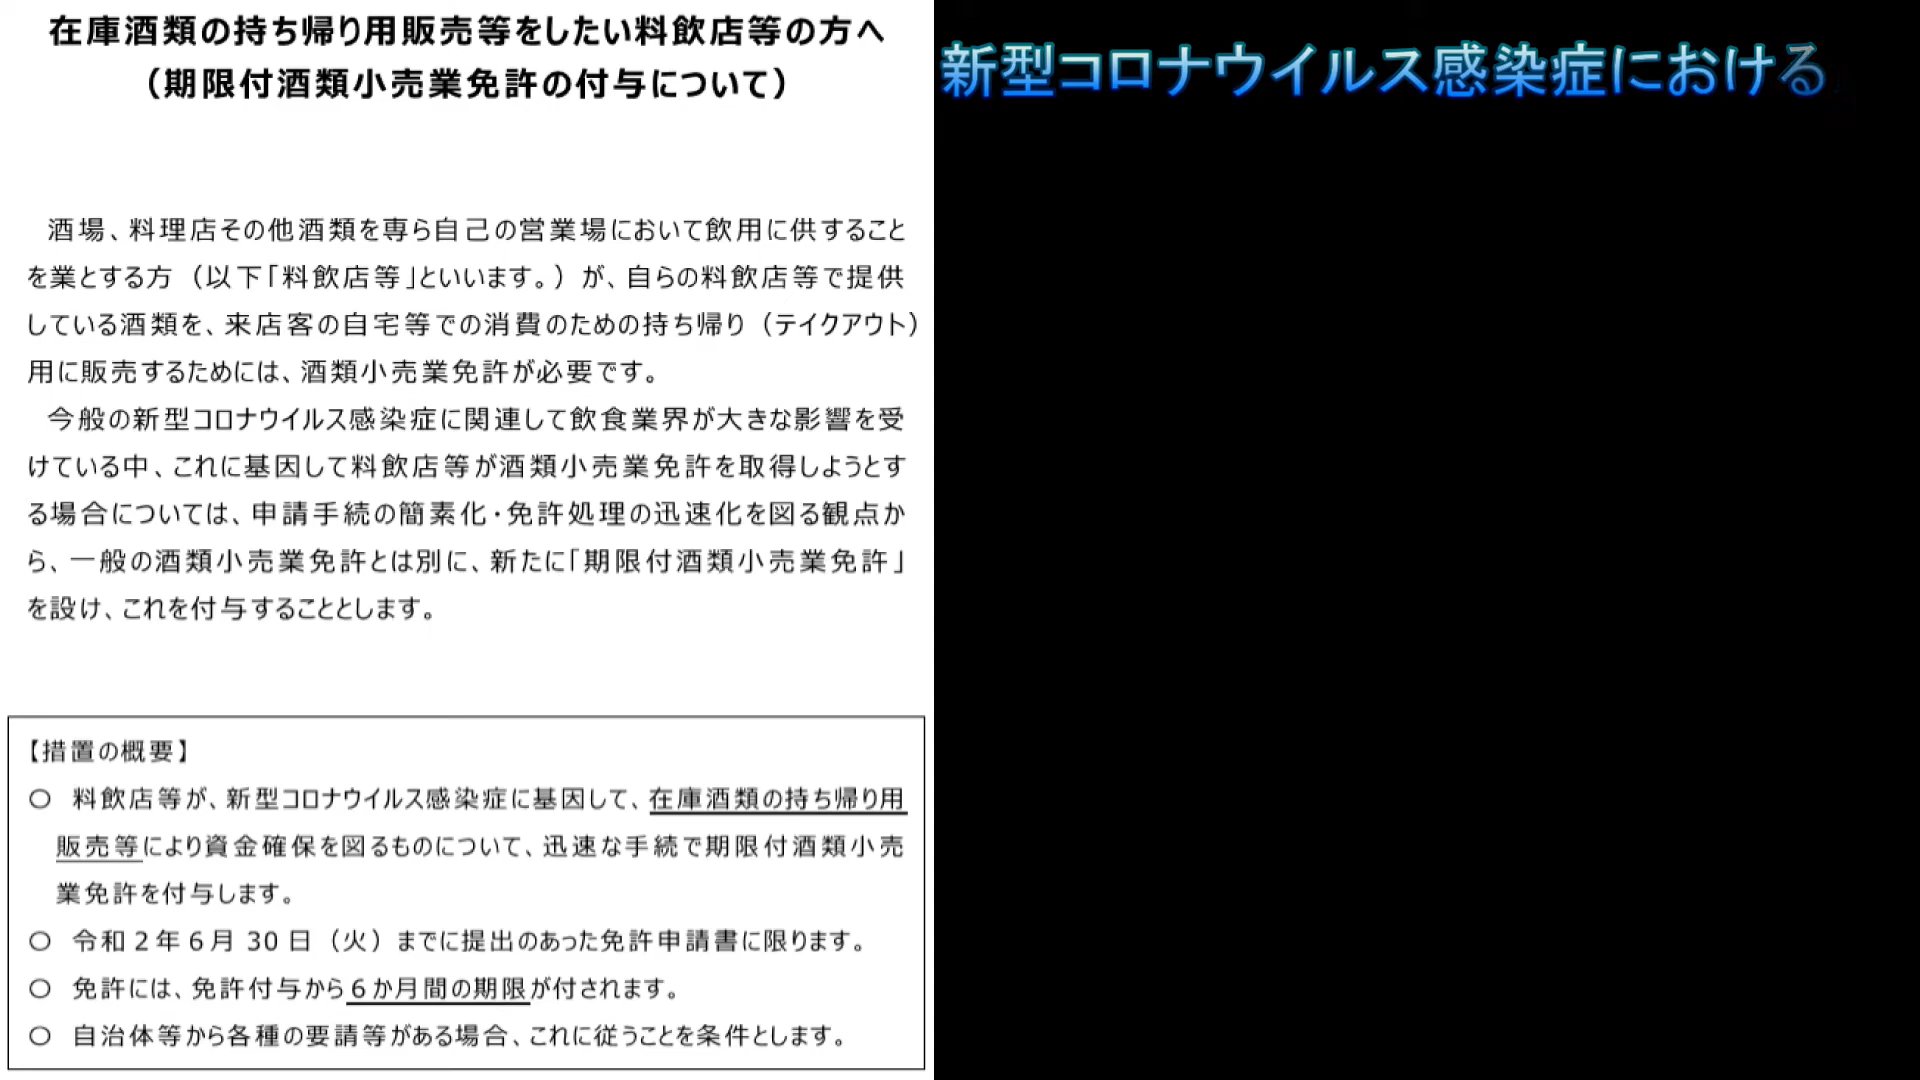 在庫酒類の持ち帰り用販売等をしたい料飲店等の方へ
（期限付酒類小売業免許の付与について）
酒場、料理店その他酒類を専ら自己の営業場において飲用に供すること
を業とする方（以下「料飲店等」といいます。）が、自らの料飲店等で提供
している酒類を、来店客の自宅等での消費のための持ち帰り（テイクアウト）
用に販売するためには、酒類小売業免許が必要です。
今般の新型コロナウイルス感染症に関連して飲食業界が大きな影響を受
けている中、これに基因して料飲店等が酒類小売業免許を取得しようとす
る場合については、申請手続の簡素化・免許処理の迅速化を図る観点か
ら、一般の酒類小売業免許とは別に、新たに「期限付酒類小売業免許」
を設け、これを付与することとします。
【措置の概要】
○ 料飲店等が、新型コロナウイルス感染症に基因して、在庫酒類の持ち帰り用
販売等により資金確保を図るものについて、迅速な手続で期限付酒類小売
業免許を付与します。
○ 令和２年６月 30 日（火）までに提出のあった免許申請書に限ります。
○ 免許には、免許付与から６か月間の期限が付されます。
○ 自治体等から各種の要請等がある場合、これに従うことを条件とします。
新型コロナウイルス感染症における